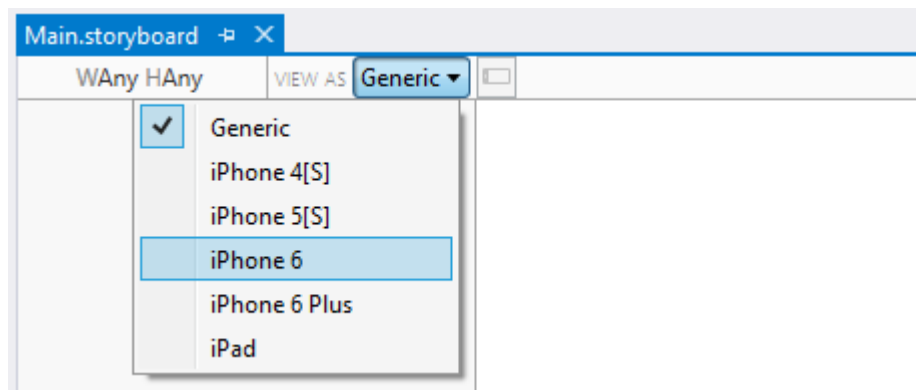 Main.storyboard
WAny HAny VIEW AS Generic
Generic
iPhone 4[S]
iPhone 5[S]
iPhone 6
iPhone 6 Plus
iPad